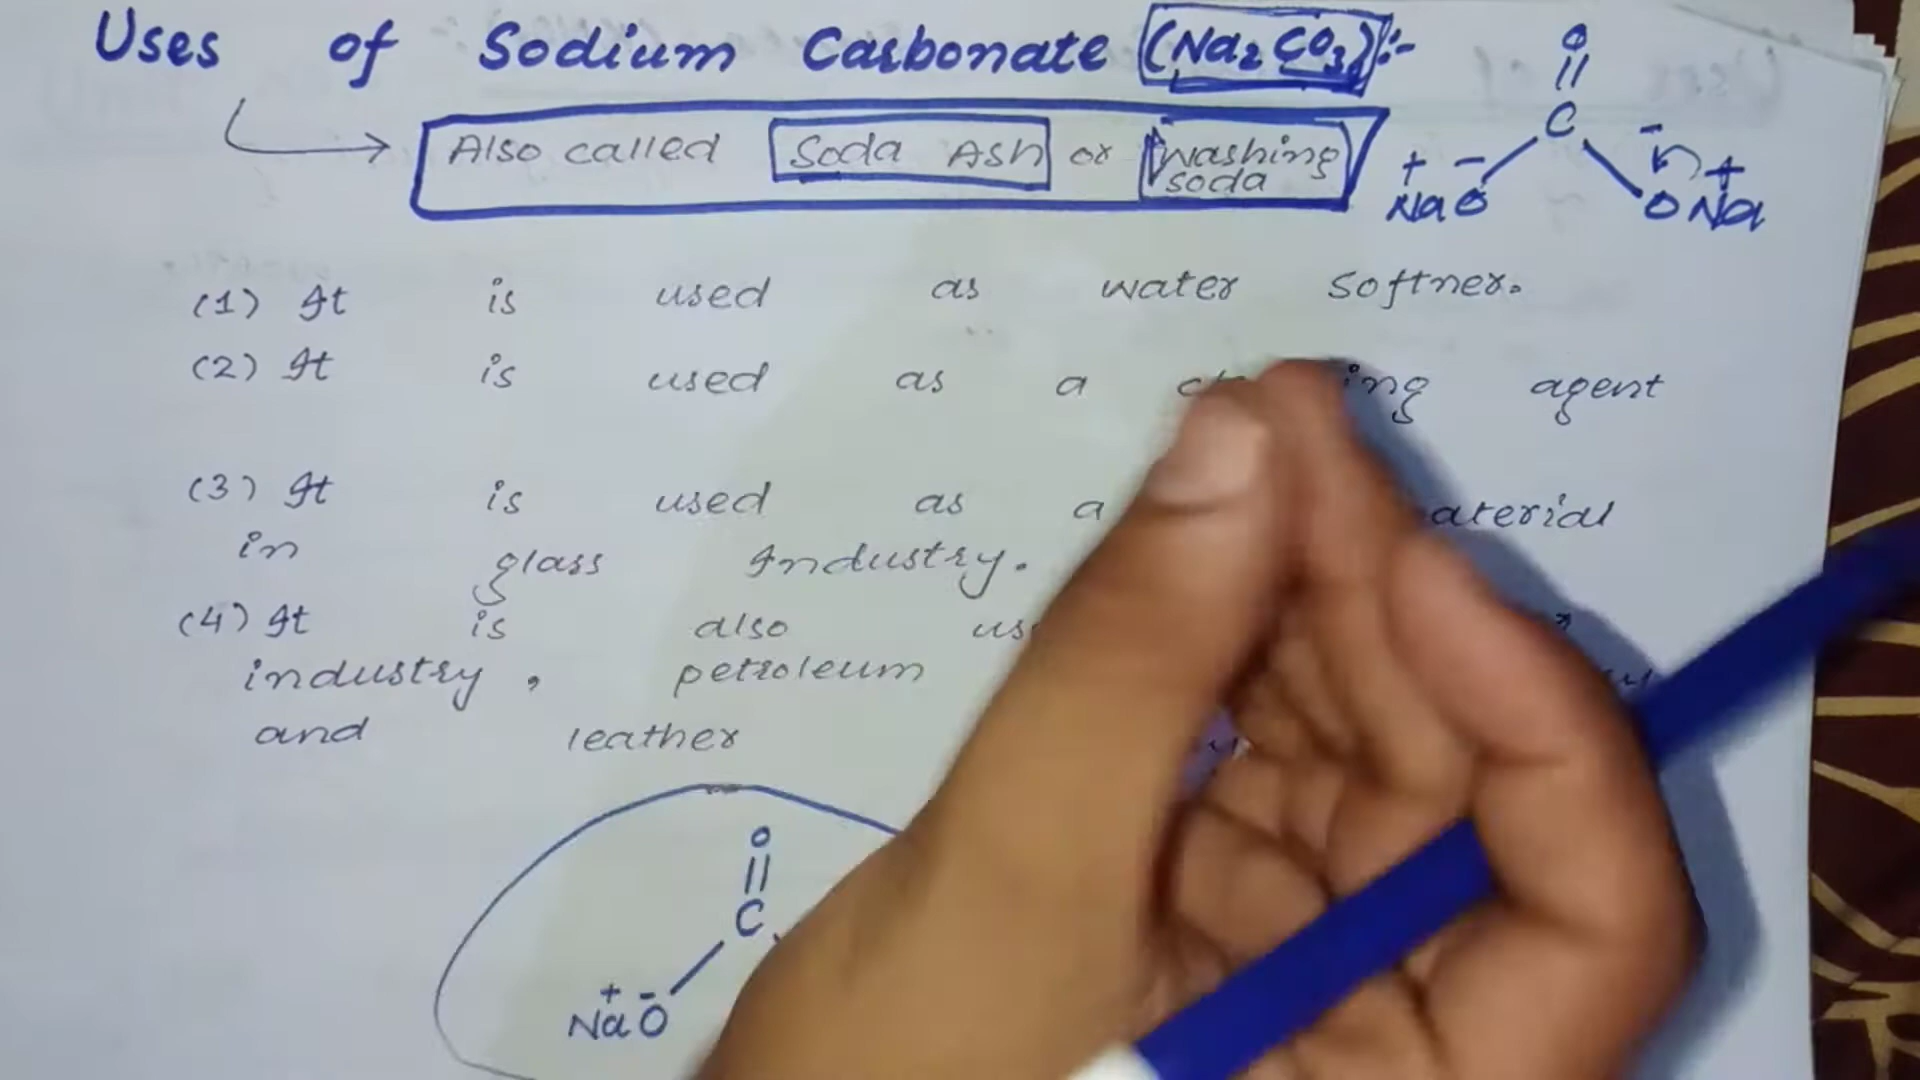 Uses of Sodium Carbonate (Na2CO3):-
Also called Soda Ash or washing soda
O
||
C
+ - - +
NaO ONa
(1) It is used as water softner.
(2) It is used as a agent
(3) It is used as a
in glass Industry.
(4) It is also
industry, petroleum
and leather
O
||
C
+ -
NaO